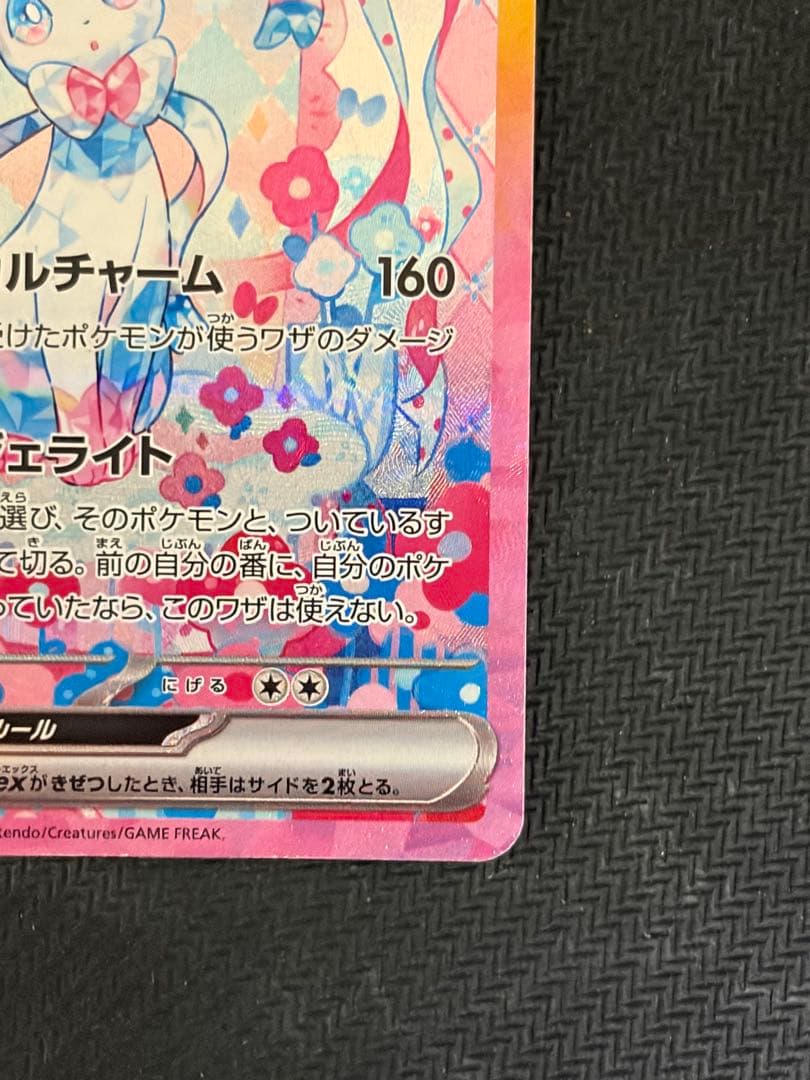 ルチャーム 160
受けたポケモンが使うワザのダメージ
ジェライト
選び、そのポケモンと、ついているす
て切る。前の自分の番に、自分のポケ
っていたなら、このワザは使えない。
にげる
ルール
exがきぜつしたとき、相手はサイドを2枚とる。
tendo/Creatures/GAME FREAK.